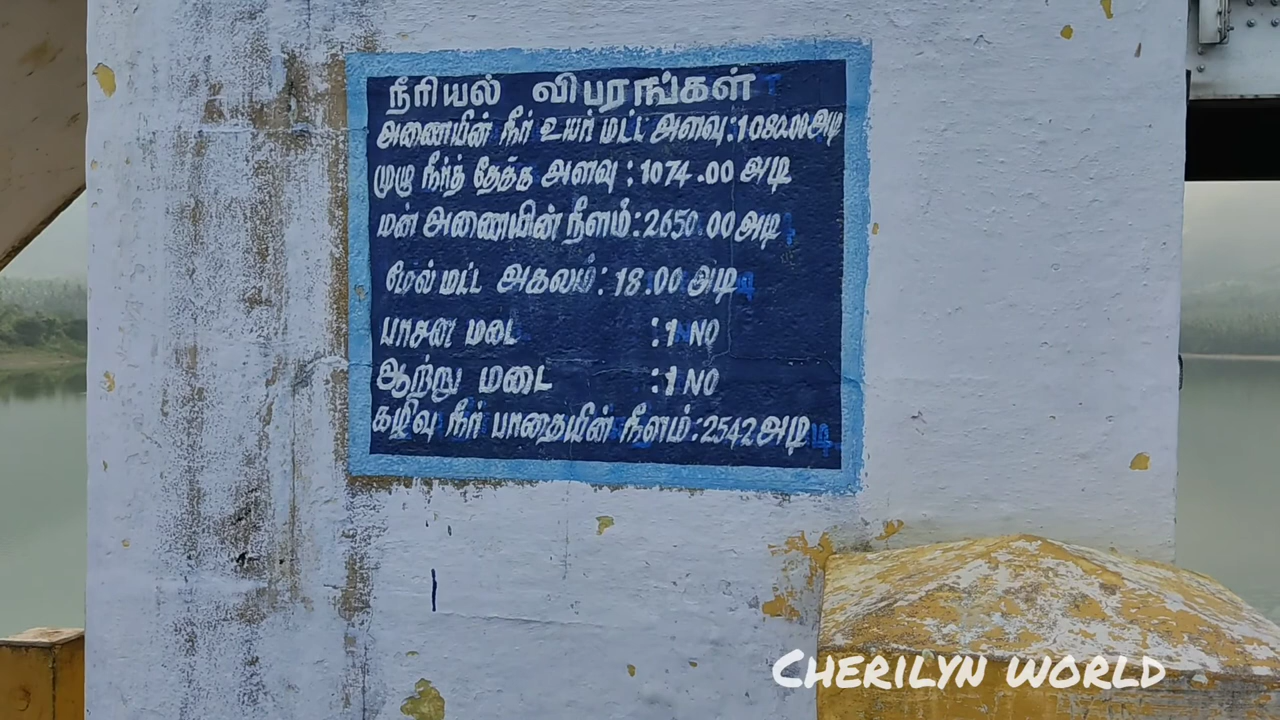 நீரியல் விபரங்கள்
அணையின் நீர் உயர் மட்ட அளவு:1080.00அடி
முழு நீர்த் தேக்க அளவு : 1074 .00 அடி
மன் அணையின் நீளம்:2650.00 அடி
மேல் மட்ட அகலம்: 18.00 அடி
பாசன மடை :1 NO
ஆற்று மடை :1 NO
கழிவு நீர் பாதையின் நீளம்:2542அடி
CHERILYN WORLD